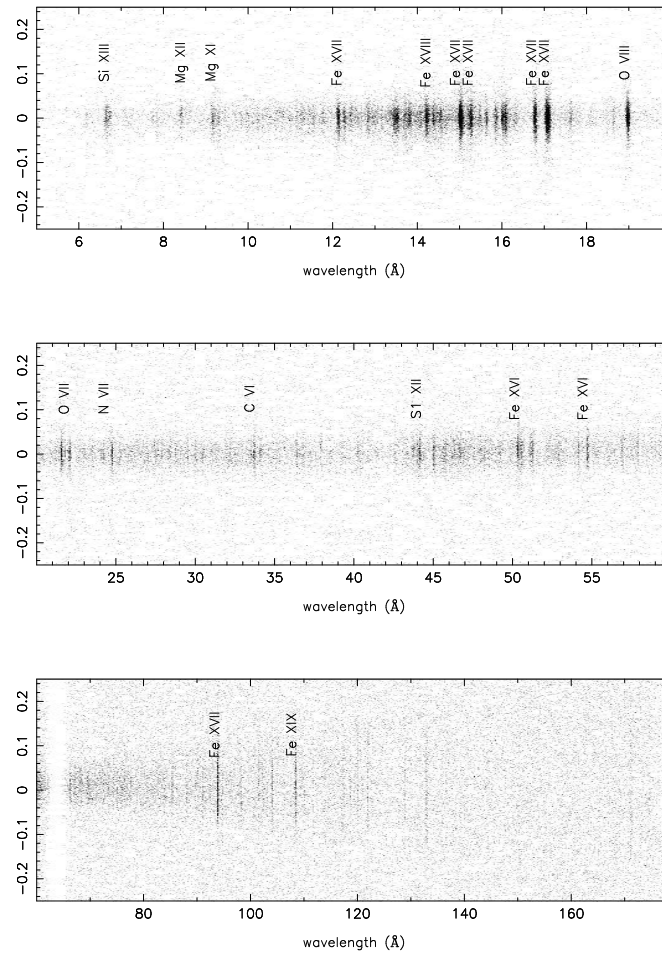 0.2
0.1
0
−0.1
−0.2
Si XIII
Mg XII
Mg XI
Fe XVII
Fe XVIII
Fe XVII
Fe XVII
Fe XVII
Fe XVII
O VIII
6 8 10 12 14 16 18
wavelength (Å)
0.2
0.1
0
−0.1
−0.2
O VII
N VII
C VI
S1 XII
Fe XVI
Fe XVI
25 30 35 40 45 50 55
wavelength (Å)
0.2
0.1
0
−0.1
−0.2
Fe XVII
Fe XIX
80 100 120 140 160
wavelength (Å)